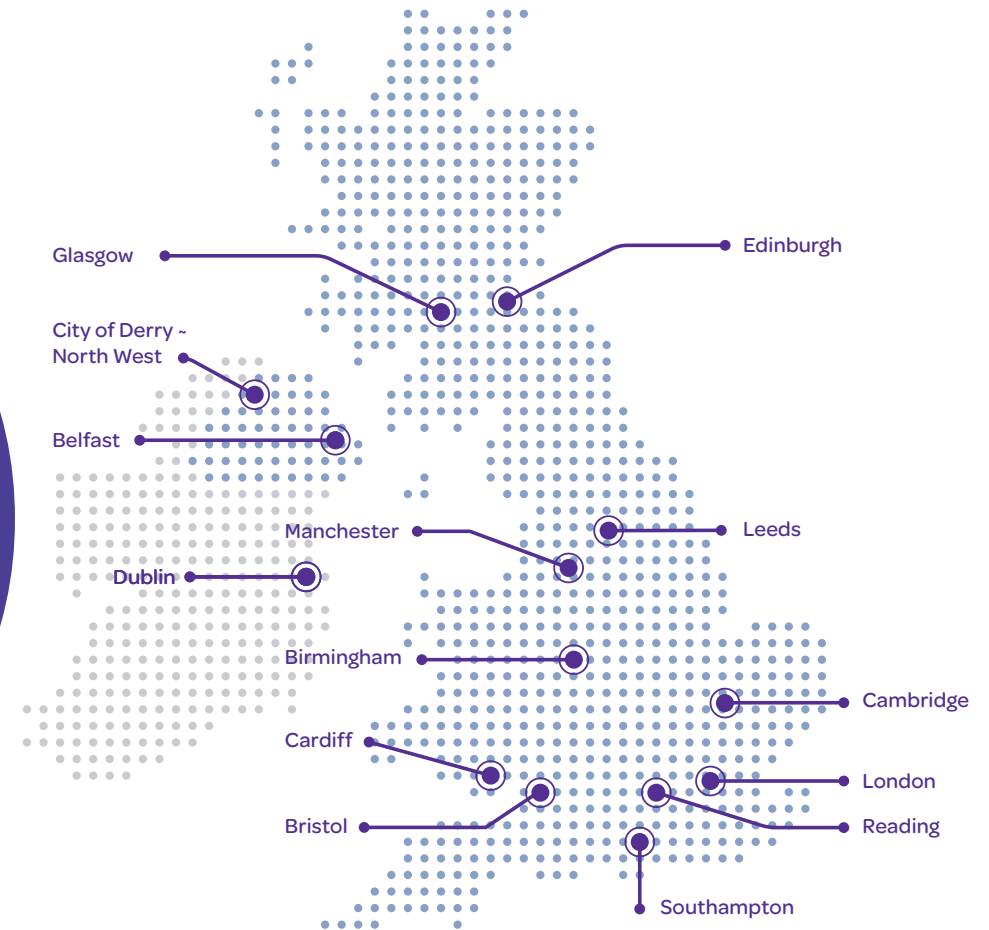 Edinburgh
Glasgow
City of Derry ~
North West
Belfast
Manchester
Leeds
Dublin
Birmingham
Cambridge
Cardiff
London
Bristol
Reading
Southampton